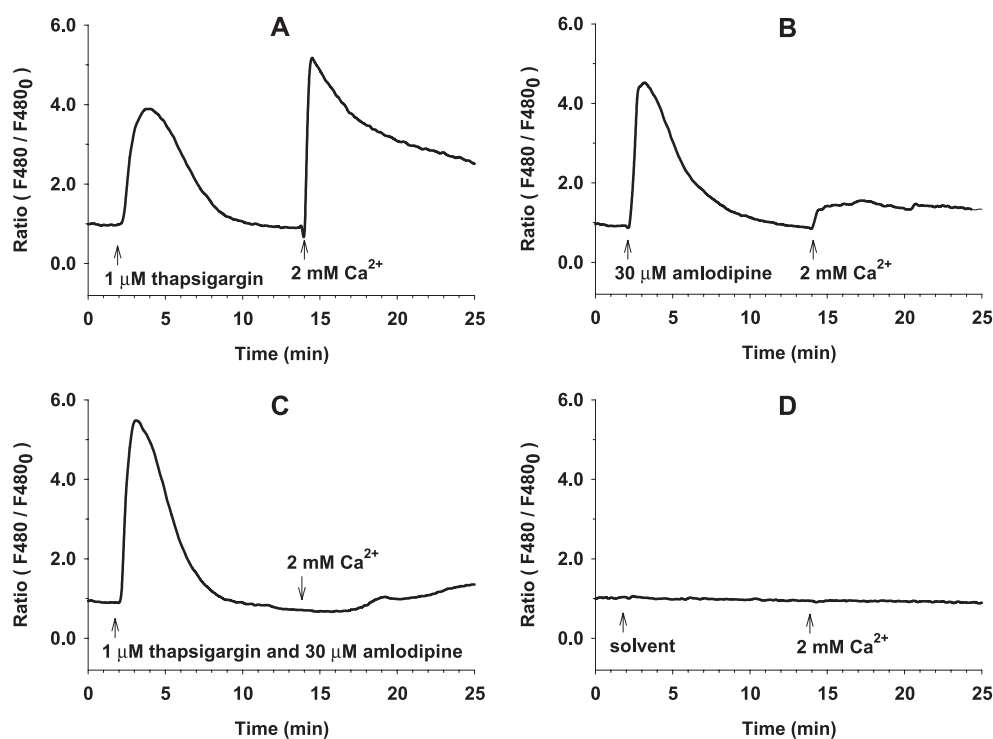 A
Ratio ( F480 / F480₀ )
6.0
4.0
2.0
0.0
1 μM thapsigargin
2 mM Ca²⁺
0 5 10 15 20 25
Time (min)
B
Ratio ( F480 / F480₀ )
6.0
4.0
2.0
0.0
30 μM amlodipine
2 mM Ca²⁺
0 5 10 15 20 25
Time (min)
C
Ratio ( F480 / F480₀ )
6.0
4.0
2.0
0.0
2 mM Ca²⁺
1 μM thapsigargin and 30 μM amlodipine
0 5 10 15 20 25
Time (min)
D
Ratio ( F480 / F480₀ )
6.0
4.0
2.0
0.0
solvent
2 mM Ca²⁺
0 5 10 15 20 25
Time (min)